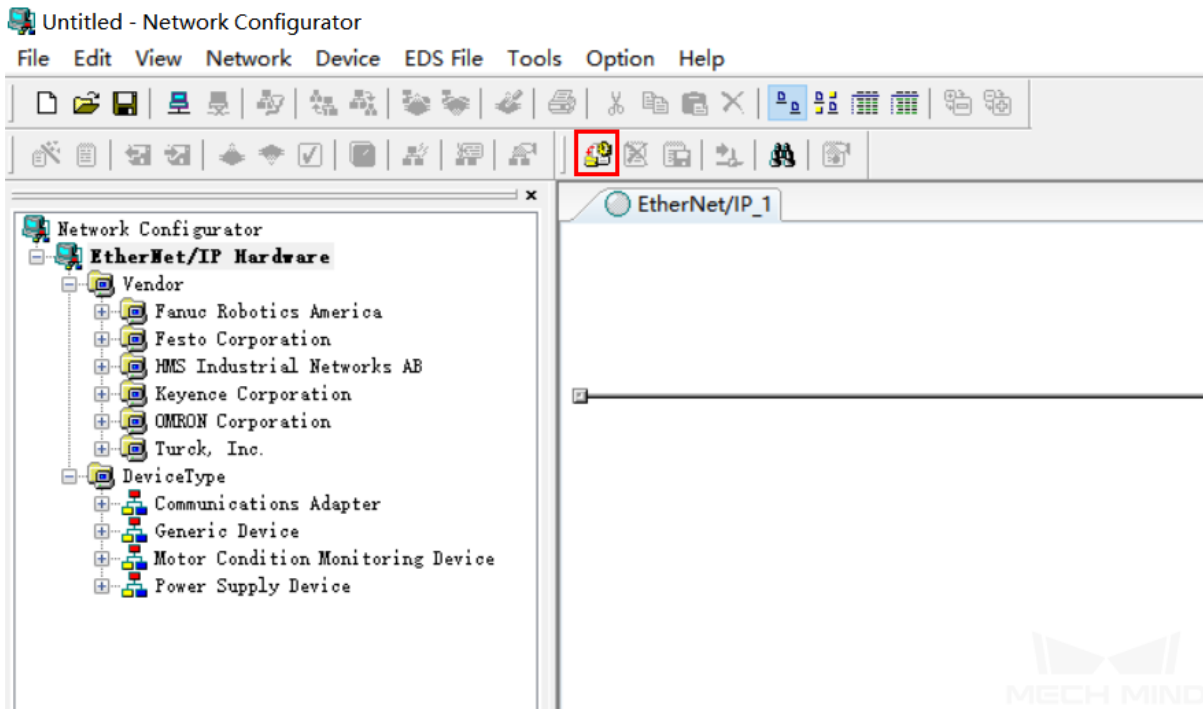 Untitled - Network Configurator
File Edit View Network Device EDS File Tools Option Help
EtherNet/IP_1
Network Configurator
EtherNet/IP Hardware
Vendor
Fanuc Robotics America
Festo Corporation
HMS Industrial Networks AB
Keyence Corporation
OMRON Corporation
Turck, Inc.
DeviceType
Communications Adapter
Generic Device
Motor Condition Monitoring Device
Power Supply Device
MECH MIND